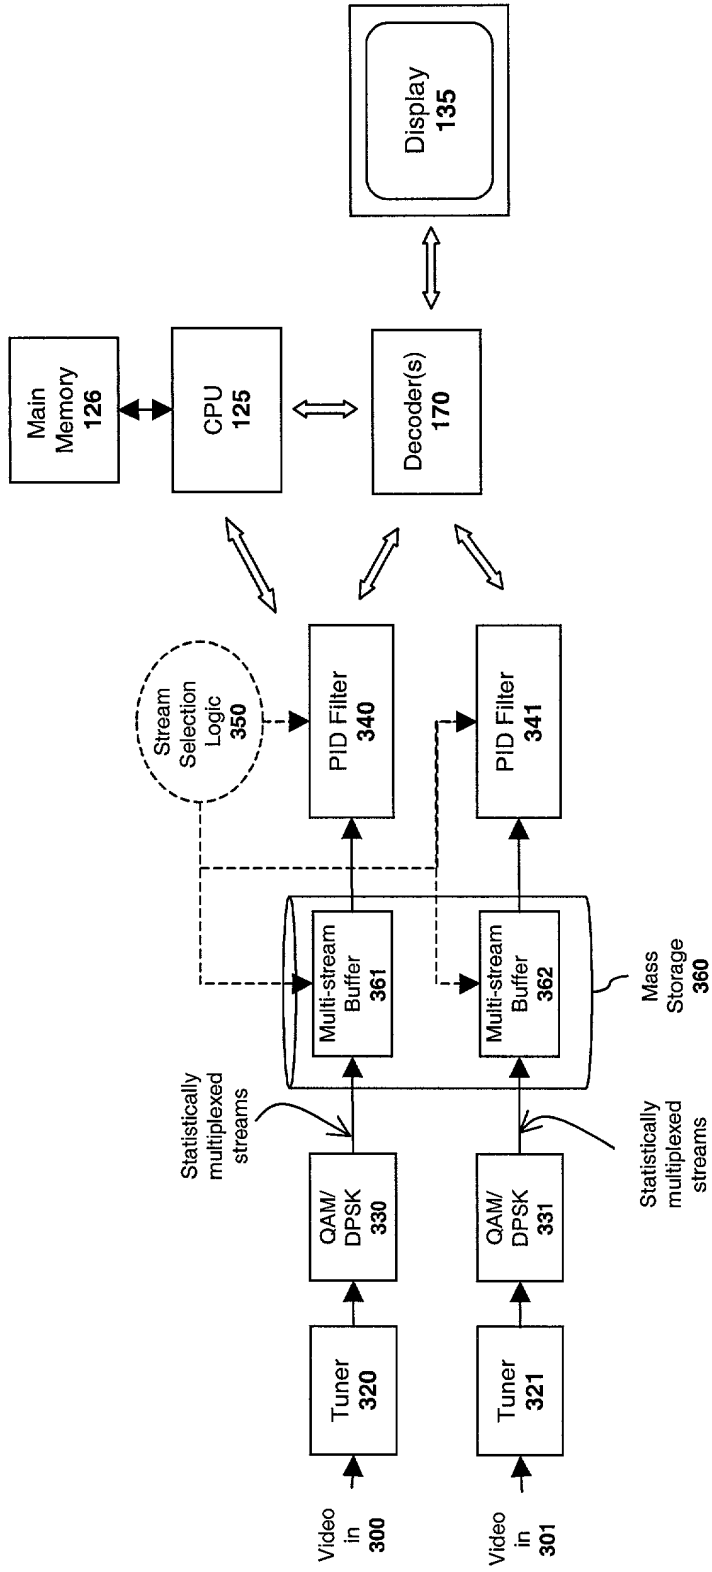 Video
in
300
Tuner
320
QAM/
DPSK
330
Statistically
multiplexed
streams
Multi-stream
Buffer
361
Stream
Selection
Logic
350
PID Filter
340
Main
Memory
126
CPU
125
Decoder(s)
170
Display
135
Video
in
301
Tuner
321
QAM/
DPSK
331
Statistically
multiplexed
streams
Multi-stream
Buffer
362
Mass
Storage
360
PID Filter
341